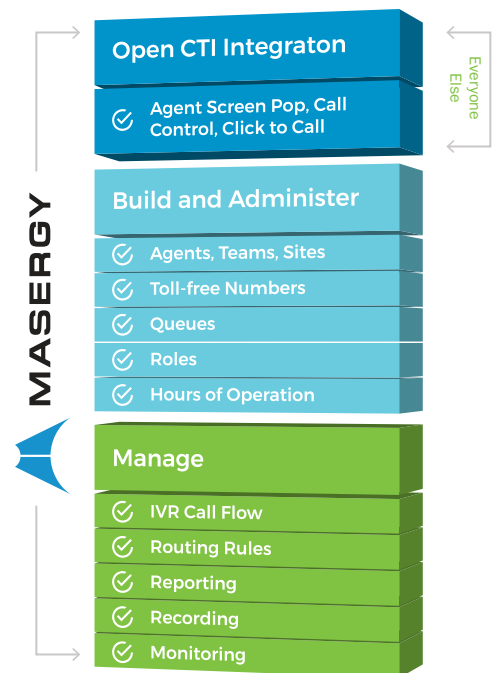 Open CTI Integraton
Agent Screen Pop, Call
Control, Click to Call
Everyone
Else
MASERGY
Build and Administer
Agents, Teams, Sites
Toll-free Numbers
Queues
Roles
Hours of Operation
Manage
IVR Call Flow
Routing Rules
Reporting
Recording
Monitoring